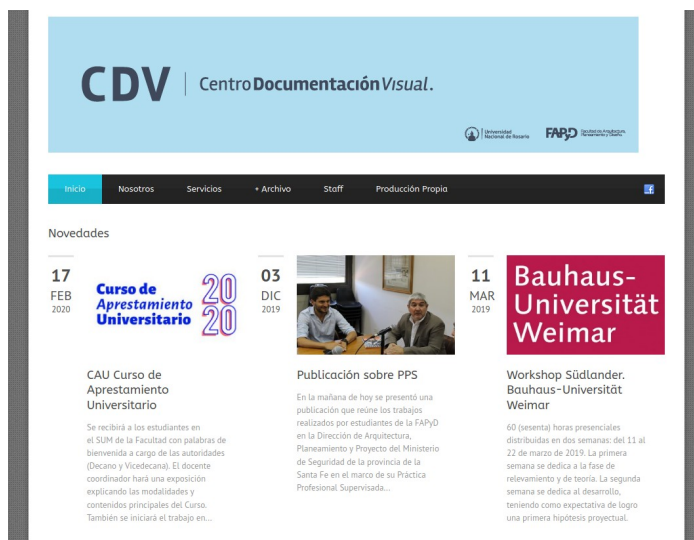 CDV | Centro Documentación Visual.
Universidad
Nacional de Rosario
FAPyD
Facultad de Arquitectura,
Planeamiento y Diseño.
Inicio Nosotros Servicios + Archivo Staff Producción Propia
Novedades
17
FEB
2020
Curso de
Aprestamiento
Universitario
20
20
CAU Curso de
Aprestamiento
Universitario
Se recibirá a los estudiantes en
el SUM de la Facultad con palabras de
bienvenida a cargo de las autoridades
(Decano y Vicedecana). El docente
coordinador hará una exposición
explicando las modalidades y
contenidos principales del Curso.
También se iniciará el trabajo en...
03
DIC
2019
Publicación sobre PPS
En la mañana de hoy se presentó una
publicación que reúne los trabajos
realizados por estudiantes de la FAPyD
en la Dirección de Arquitectura,
Planeamiento y Proyecto del Ministerio
de Seguridad de la provincia de la
Santa Fe en el marco de su Práctica
Profesional Supervisada...
11
MAR
2019
Bauhaus-
Universität
Weimar
Workshop Südlander.
Bauhaus-Universität
Weimar
60 (sesenta) horas presenciales
distribuidas en dos semanas: del 11 al
22 de marzo de 2019. La primera
semana se dedica a la fase de
relevamiento y de teoría. La segunda
semana se dedica al desarrollo,
teniendo como expectativa de logro
una primera hipótesis proyectual.